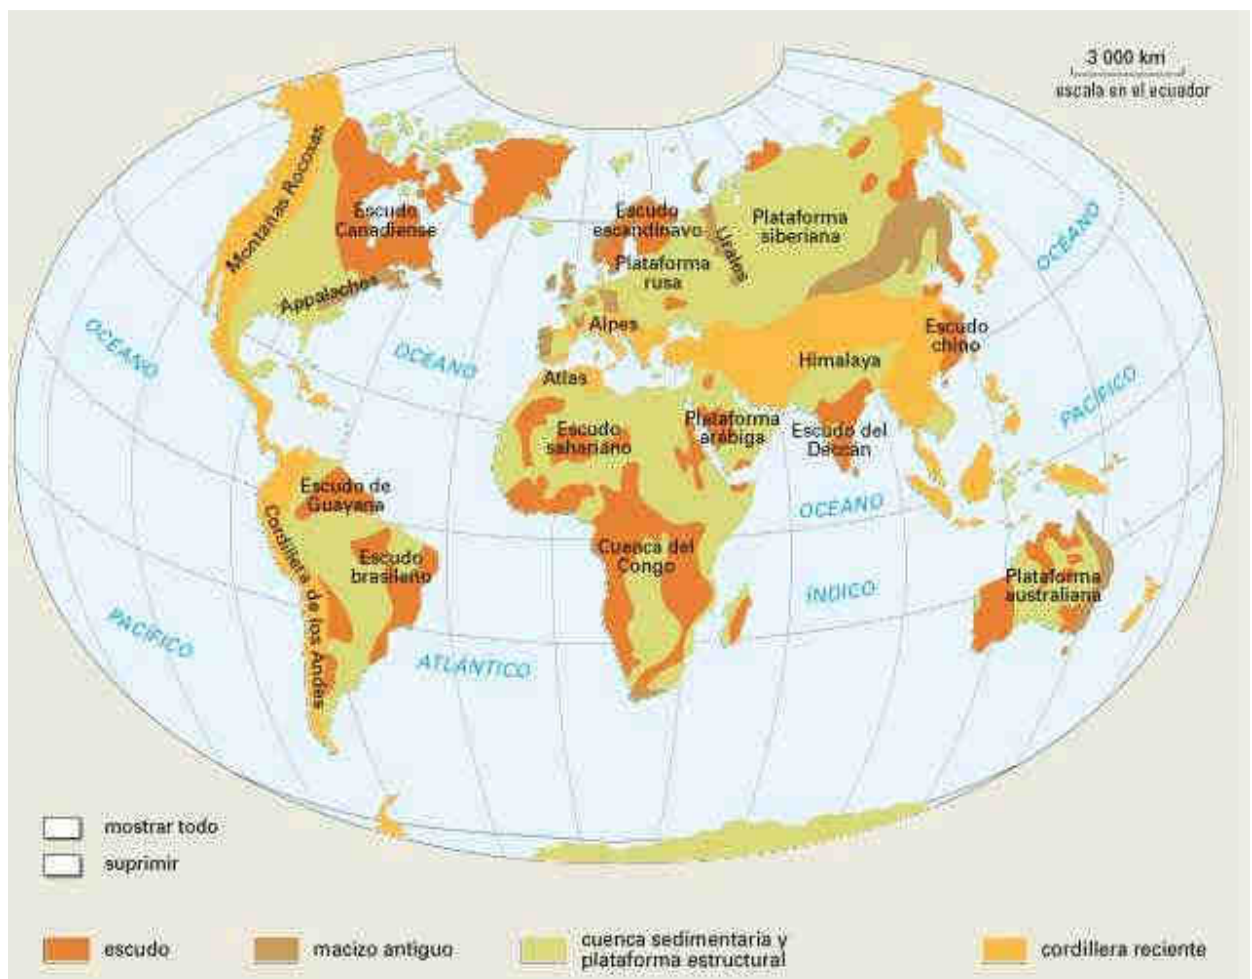 3 000 km
escala en el ecuador
Montañas Rocosas
Escudo
Canadiense
Appalaches
Escudo
escandinavo
Plataforma
rusa
Urales
Plataforma
siberiana
OCÉANO
Alpes
Escudo
chino
Himalaya
OCÉANO
OCÉANO
PACÍFICO
Atlas
Escudo
sahariano
Plataforma
arábiga
Escudo del
Deccán
Escudo de
Guayana
OCÉANO
Cordillera de los Andes
Escudo
brasileño
Cuenca del
Congo
ÍNDICO
Plataforma
australiana
PACÍFICO
ATLÁNTICO
mostrar todo
suprimir
escudo
macizo antiguo
cuenca sedimentaria y
plataforma estructural
cordillera reciente